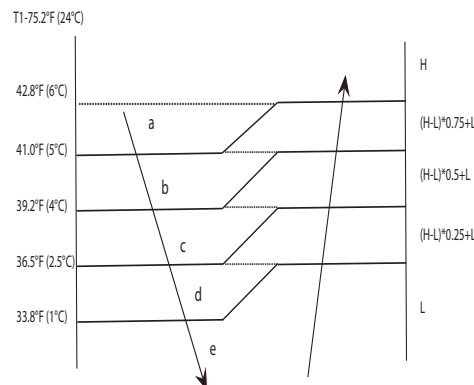 T1-75.2°F (24°C)
H
42.8°F (6°C)
a
(H-L)*0.75+L
41.0°F (5°C)
b
(H-L)*0.5+L
39.2°F (4°C)
c
(H-L)*0.25+L
36.5°F (2.5°C)
d
33.8°F (1°C)
L
e